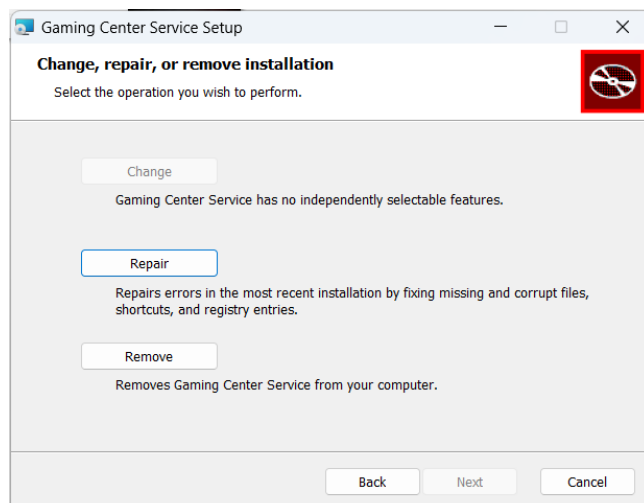 Gaming Center Service Setup
Change, repair, or remove installation
Select the operation you wish to perform.
Change
Gaming Center Service has no independently selectable features.
Repair
Repairs errors in the most recent installation by fixing missing and corrupt files,
shortcuts, and registry entries.
Remove
Removes Gaming Center Service from your computer.
Back Next Cancel